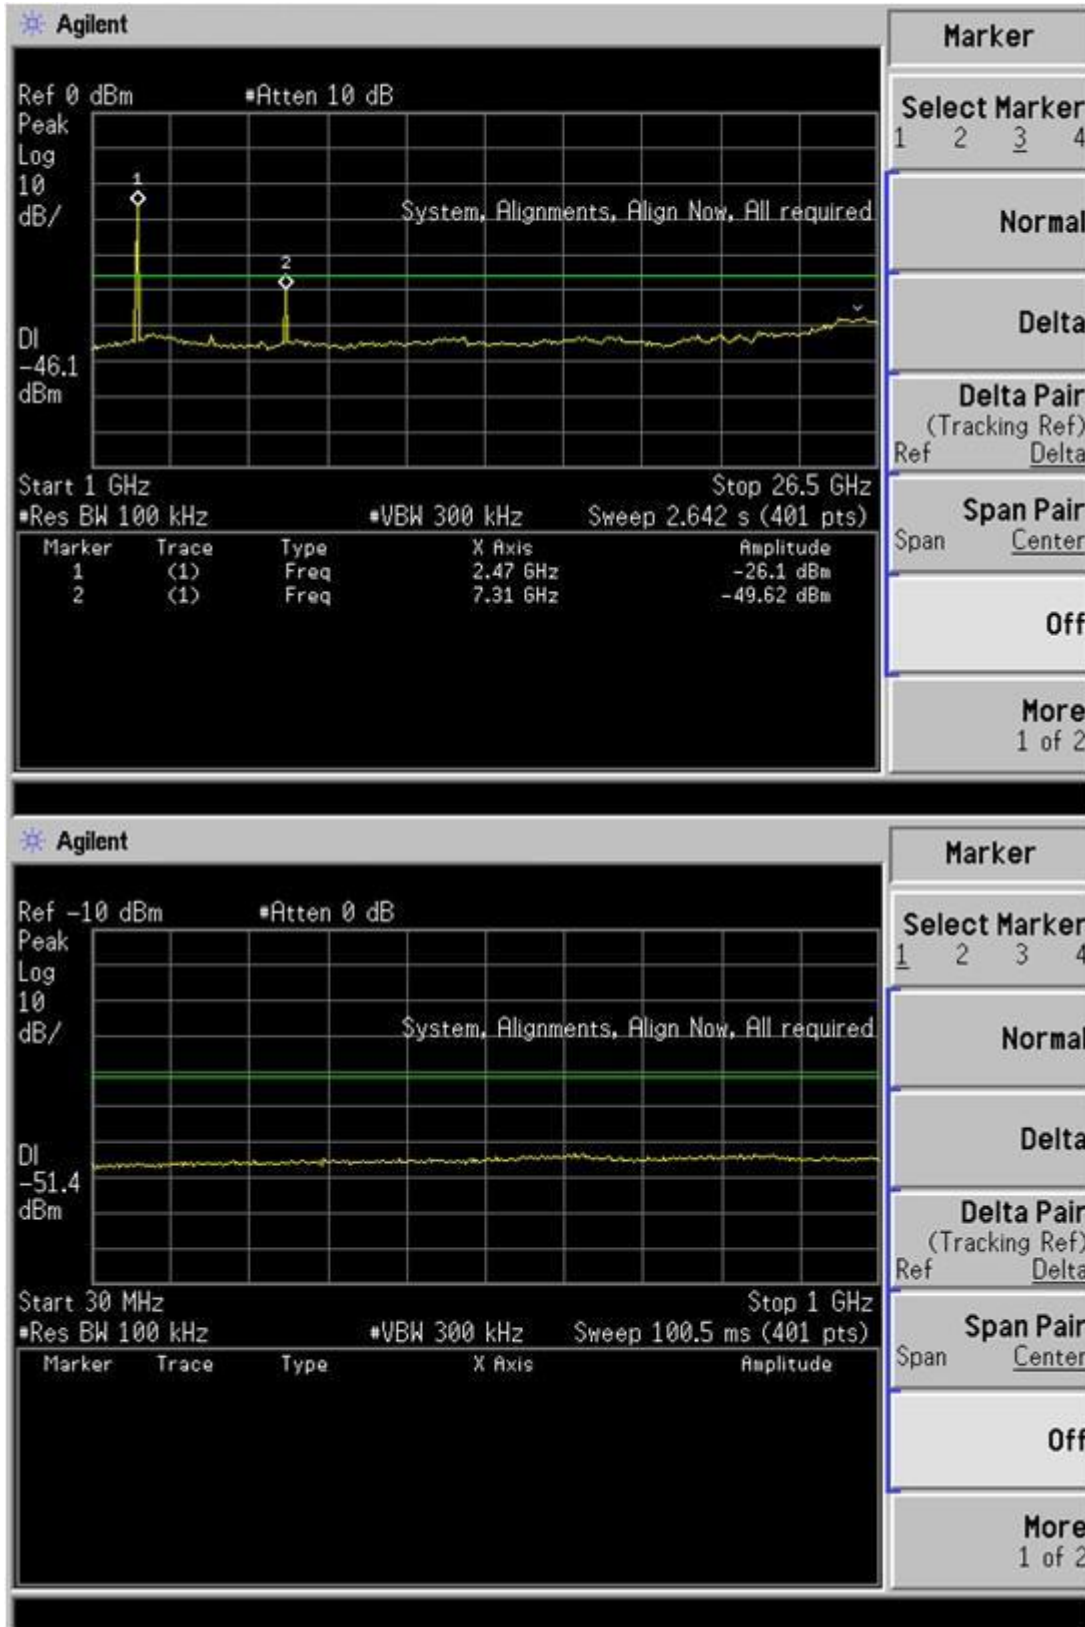 Agilent
Marker
Ref 0 dBm #Atten 10 dB
Peak
Log
10
dB/
1
2
System, Alignments, Align Now, All required
DI
-46.1
dBm
Start 1 GHz Stop 26.5 GHz
#Res BW 100 kHz #VBW 300 kHz Sweep 2.642 s (401 pts)
Marker Trace Type X Axis Amplitude
1 (1) Freq 2.47 GHz -26.1 dBm
2 (1) Freq 7.31 GHz -49.62 dBm
Select Marker
1 2 3 4
Normal
Delta
Delta Pair
(Tracking Ref)
Ref Delta
Span Pair
Span Center
Off
More
1 of 2
Agilent
Marker
Ref -10 dBm #Atten 0 dB
Peak
Log
10
dB/
System, Alignments, Align Now, All required
DI
-51.4
dBm
Start 30 MHz Stop 1 GHz
#Res BW 100 kHz #VBW 300 kHz Sweep 100.5 ms (401 pts)
Marker Trace Type X Axis Amplitude
Select Marker
1 2 3 4
Normal
Delta
Delta Pair
(Tracking Ref)
Ref Delta
Span Pair
Span Center
Off
More
1 of 2